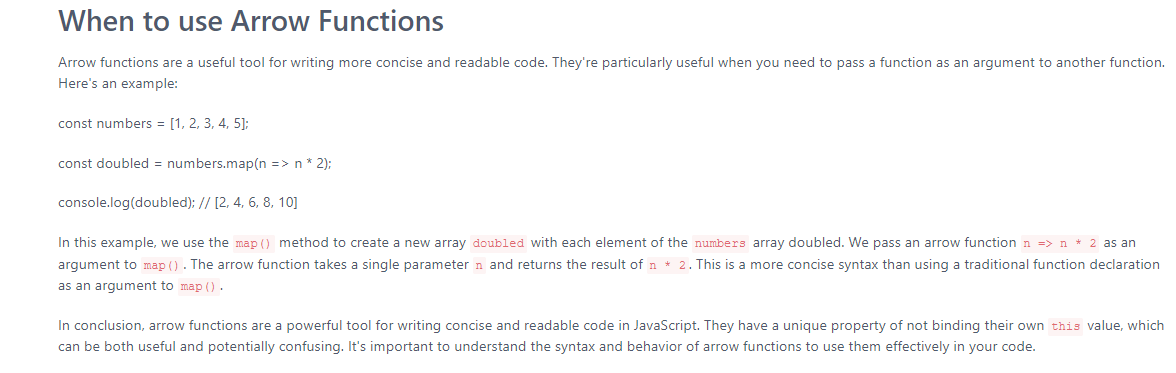 When to use Arrow Functions
Arrow functions are a useful tool for writing more concise and readable code. They're particularly useful when you need to pass a function as an argument to another function.
Here's an example:
const numbers = [1, 2, 3, 4, 5];
const doubled = numbers.map(n => n * 2);
console.log(doubled); // [2, 4, 6, 8, 10]
In this example, we use the map() method to create a new array doubled with each element of the numbers array doubled. We pass an arrow function n => n * 2 as an
argument to map(). The arrow function takes a single parameter n and returns the result of n * 2. This is a more concise syntax than using a traditional function declaration
as an argument to map().
In conclusion, arrow functions are a powerful tool for writing concise and readable code in JavaScript. They have a unique property of not binding their own this value, which
can be both useful and potentially confusing. It's important to understand the syntax and behavior of arrow functions to use them effectively in your code.